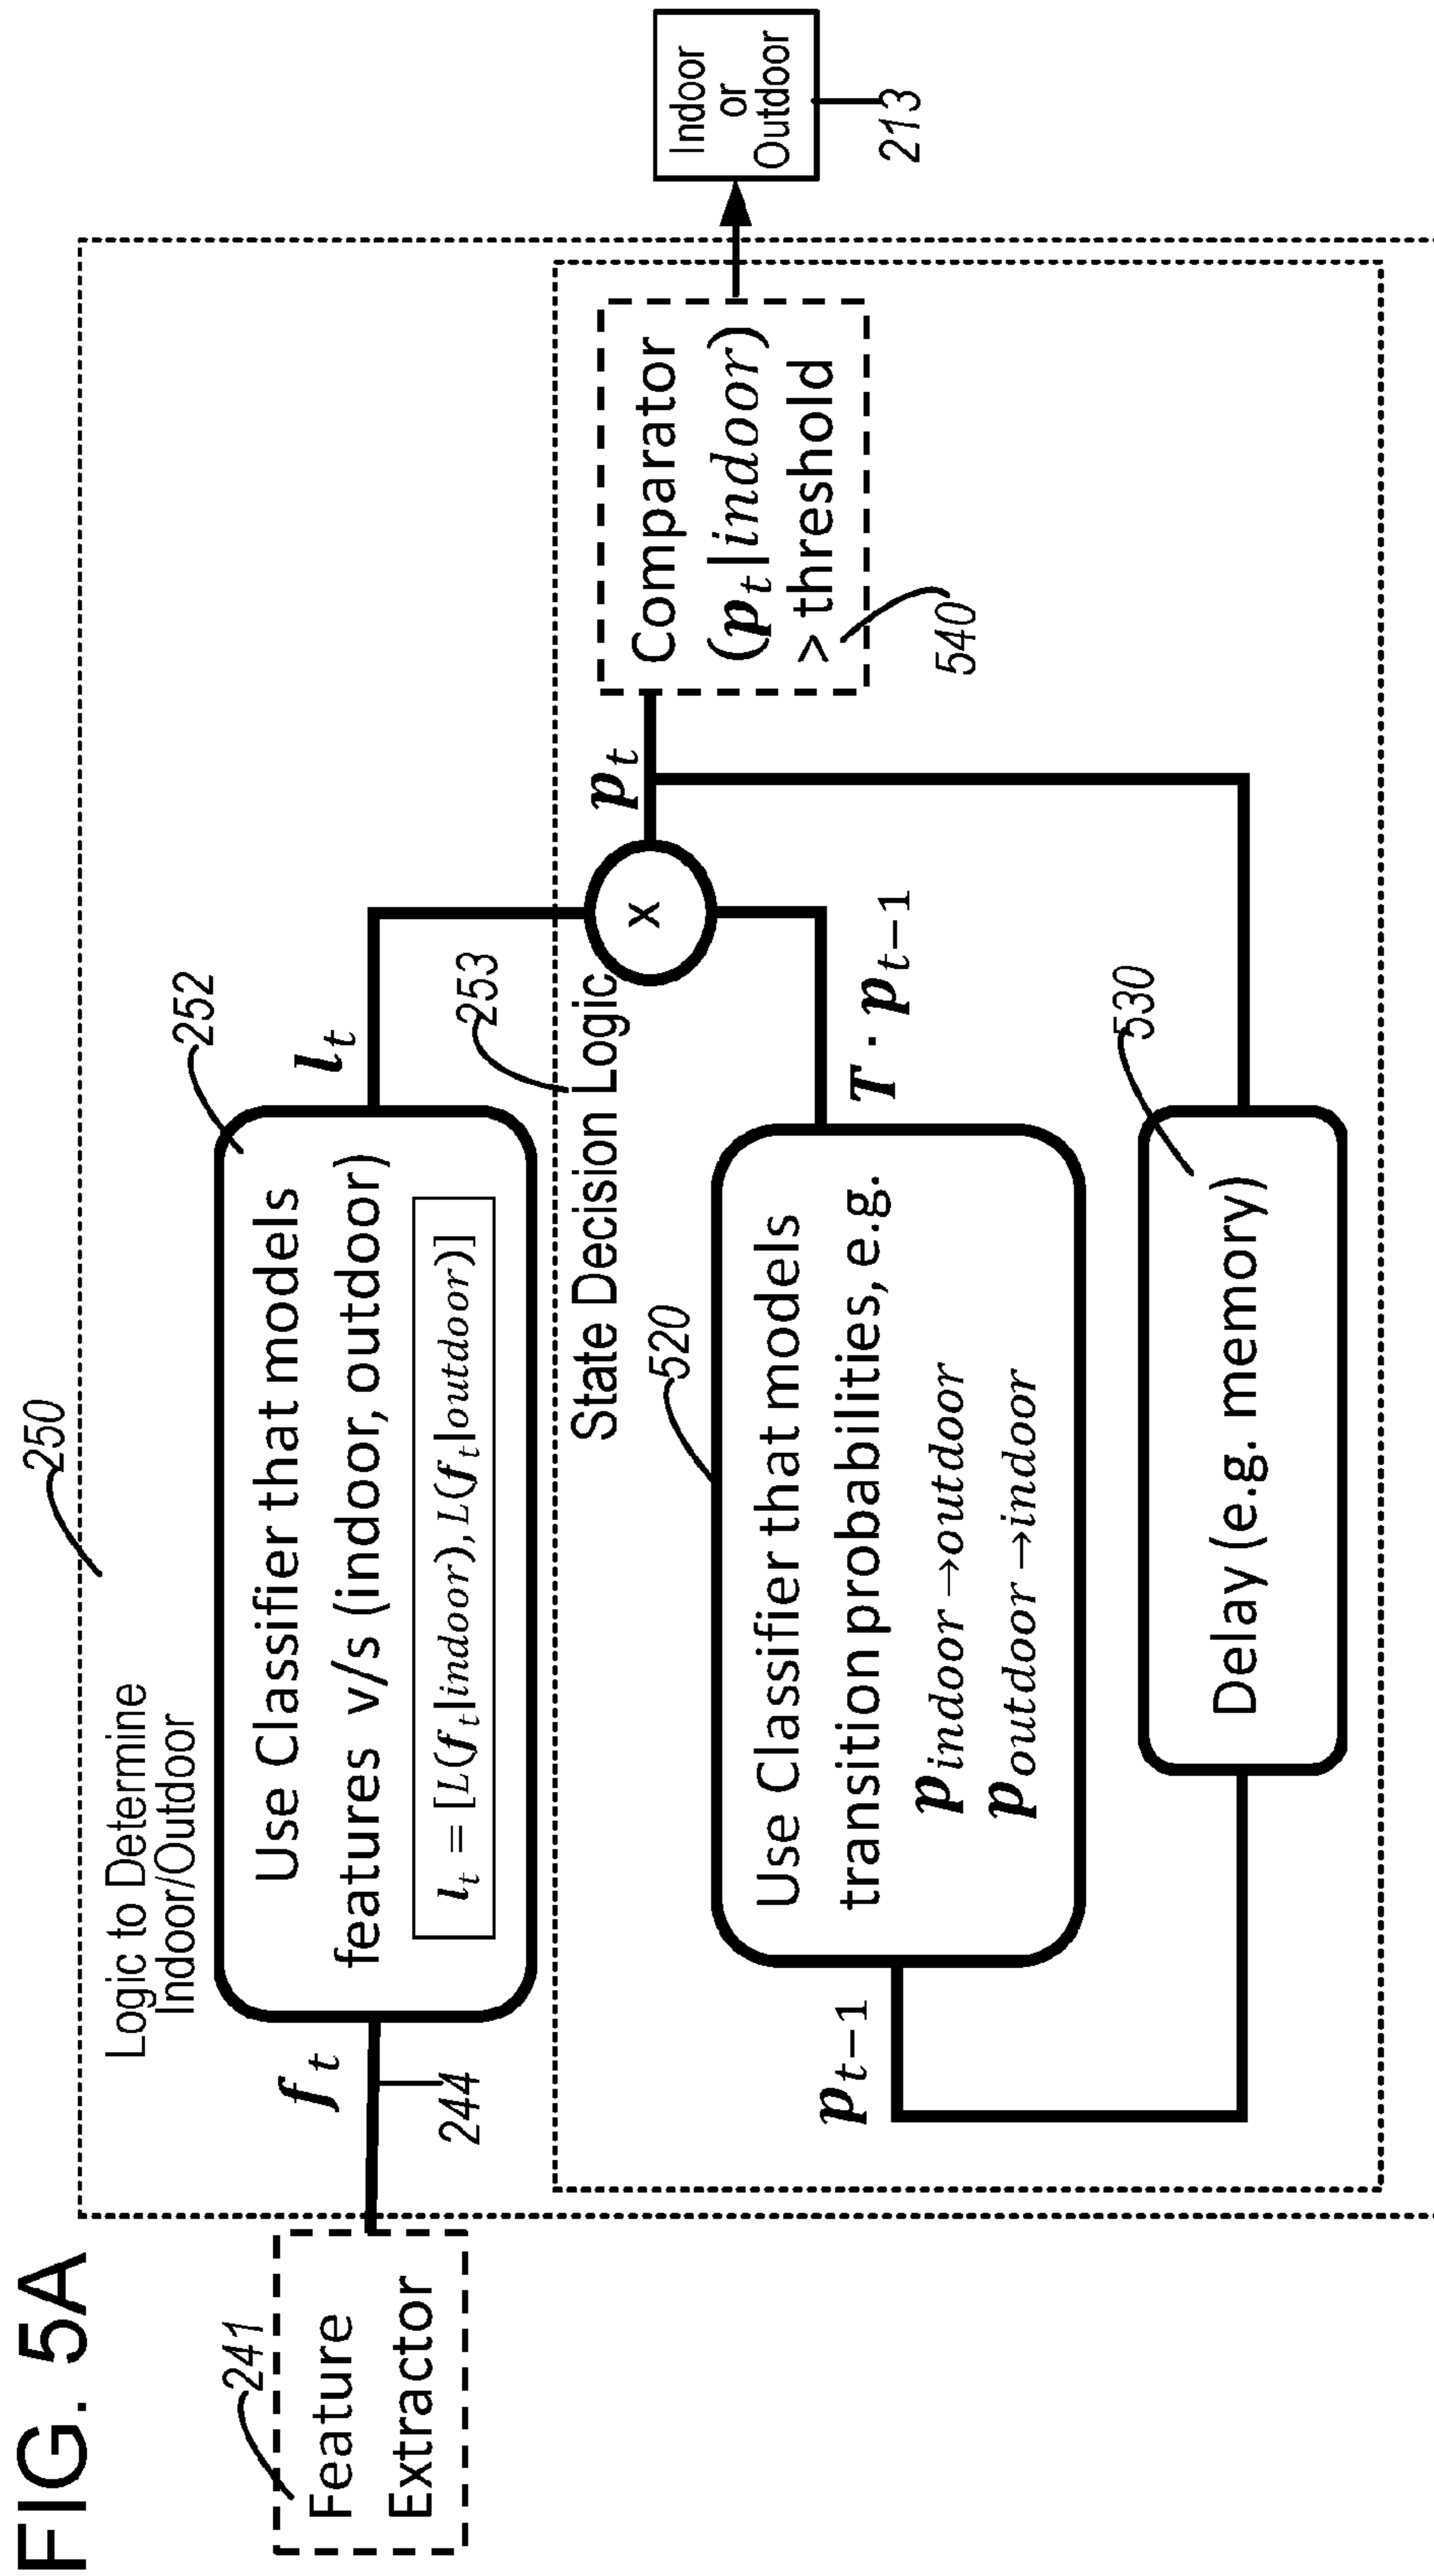 FIG. 5A
250
Logic to Determine
Indoor/Outdoor
241
Feature
Extractor
f_t
244
252
Use Classifier that models
features v/s (indoor, outdoor)
l_t = [L(f_t|indoor), L(f_t|outdoor)]
l_t
253
State Decision Logic
x
p_t
520
Use Classifier that models
transition probabilities, e.g.
p_indoor→outdoor
p_outdoor→indoor
T · p_t−1
p_t−1
530
Delay (e.g. memory)
Comparator
(p_t|indoor)
> threshold
540
Indoor
or
Outdoor
213